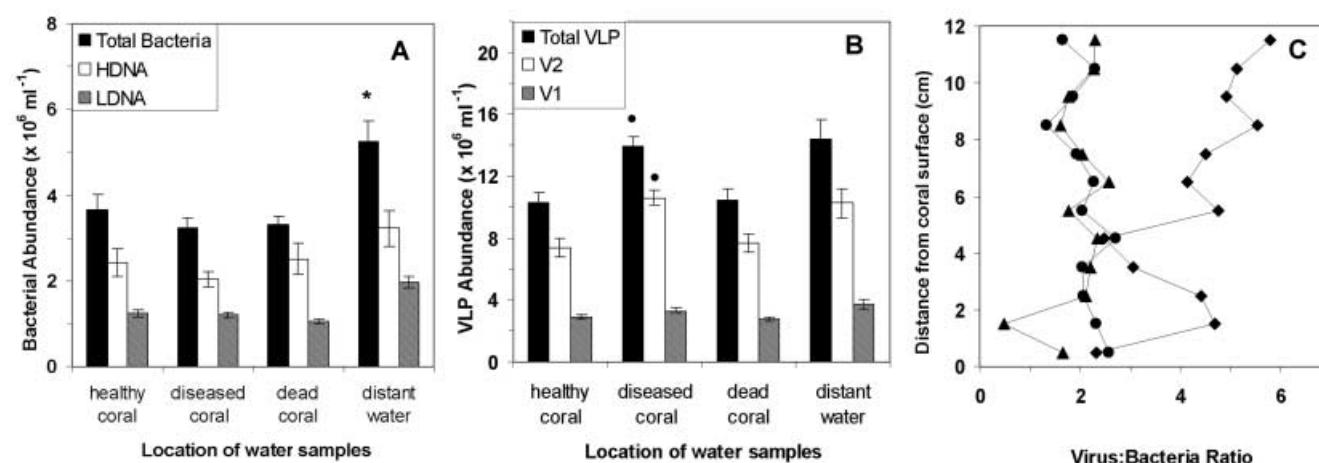 8
6
4
2
0
Bacterial Abundance (x 10⁶ ml⁻¹)
Total Bacteria
HDNA
LDNA
A
*
healthy coral
diseased coral
dead coral
distant water
Location of water samples
20
16
12
8
4
0
VLP Abundance (x 10⁶ ml⁻¹)
Total VLP
V2
V1
B
healthy coral
diseased coral
dead coral
distant water
Location of water samples
12
10
8
6
4
2
0
Distance from coral surface (cm)
C
0
2
4
6
Virus:Bacteria Ratio